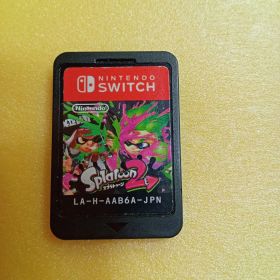 NINTENDO
SWITCH
Nintendo
Splatoon 2
スプラトゥーン2
LA-H-AAB6A-JPN